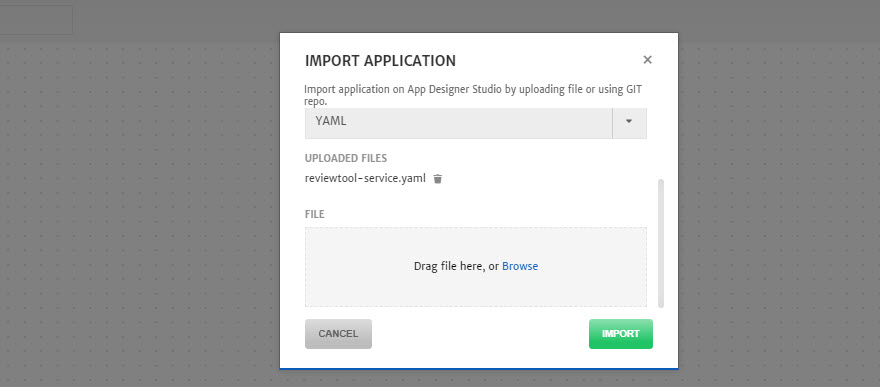 IMPORT APPLICATION
Import application on App Designer Studio by uploading file or using GIT
repo.
YAML
UPLOADED FILES
reviewtool-service.yaml
FILE
Drag file here, or Browse
CANCEL
IMPORT